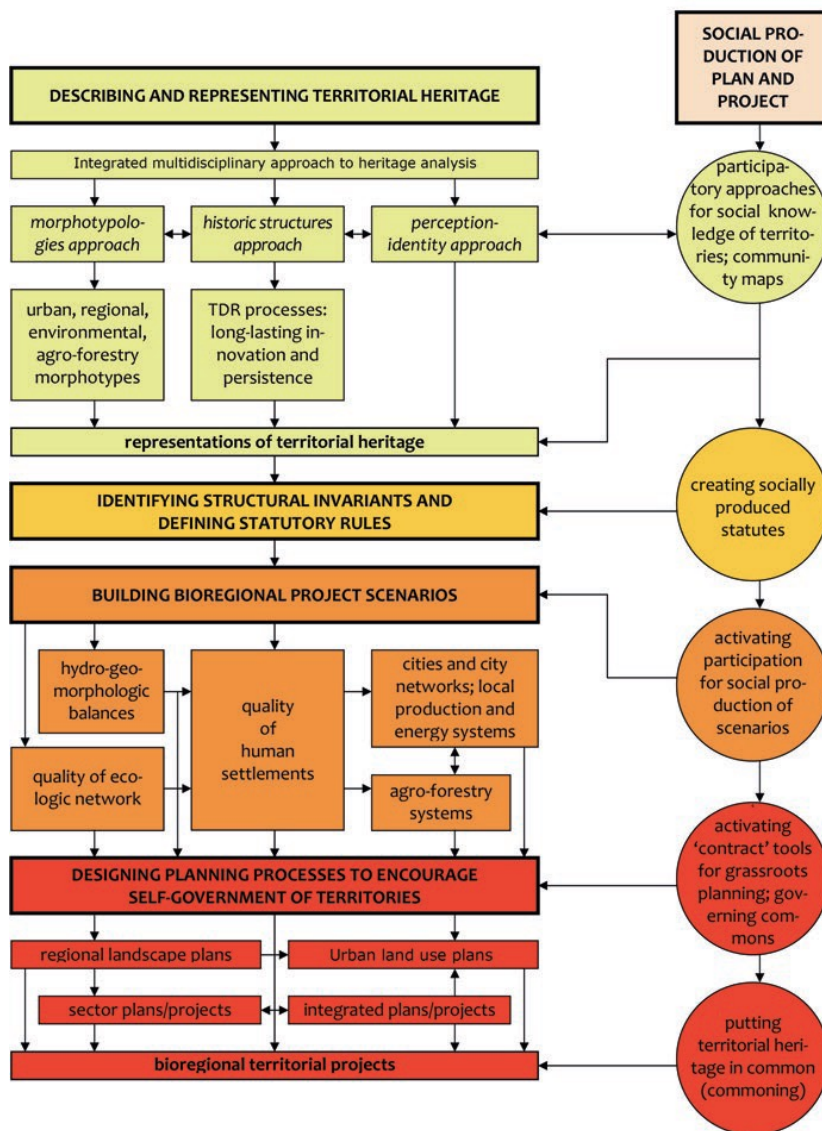 SOCIAL PRO-
DUCTION OF
PLAN AND
PROJECT
DESCRIBING AND REPRESENTING TERRITORIAL HERITAGE
Integrated multidisciplinary approach to heritage analysis
morphotypolo-
gies approach
historic structures
approach
perception-
identity approach
participa-
tory approaches
for social know-
ledge of territo-
ries; communi-
ty maps
urban, regional,
environmental,
agro-forestry
morphotypes
TDR processes:
long-lasting in-
novation and
persistence
representations of territorial heritage
IDENTIFYING STRUCTURAL INVARIANTS AND
DEFINING STATUTORY RULES
creating socially
produced
statutes
BUILDING BIOREGIONAL PROJECT SCENARIOS
activating
participation
for social pro-
duction of
scenarios
hydro-geo-
morphologic
balances
quality
of
human
settlements
cities and city
networks; local
production and
energy systems
quality of eco-
logic network
agro-forestry
systems
DESIGNING PLANNING PROCESSES TO ENCOURAGE
SELF-GOVERNMENT OF TERRITORIES
activating
‘contract’ tools
for grassroots
planning; gov-
erning com-
mons
regional landscape plans
Urban land use plans
sector plans/projects
integrated plans/projects
bioregional territorial projects
putting
territorial heri-
tage in common
(commoning)